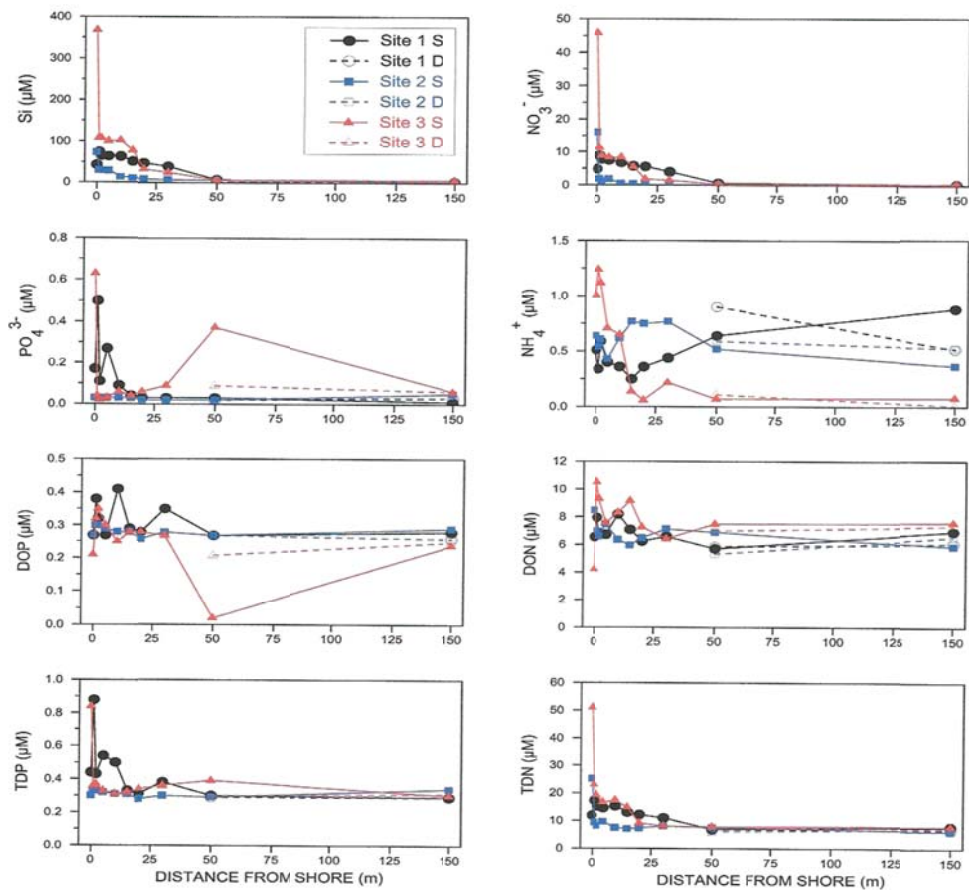 400
300
200
100
0
0 25 50 75 100 125 150
Si (µM)
Site 1 S
Site 1 D
Site 2 S
Site 2 D
Site 3 S
Site 3 D
50
40
30
20
10
0
0 25 50 75 100 125 150
NO3- (µM)
0.8
0.6
0.4
0.2
0.0
0 25 50 75 100 125 150
PO43- (µM)
1.5
1.0
0.5
0.0
0 25 50 75 100 125 150
NH4+ (µM)
0.5
0.4
0.3
0.2
0.1
0.0
0 25 50 75 100 125 150
DOP (µM)
12
10
8
6
4
2
0
0 25 50 75 100 125 150
DON (µM)
1.0
0.8
0.6
0.4
0.2
0.0
0 25 50 75 100 125 150
TDP (µM)
DISTANCE FROM SHORE (m)
60
50
40
30
20
10
0
0 25 50 75 100 125 150
TDN (µM)
DISTANCE FROM SHORE (m)